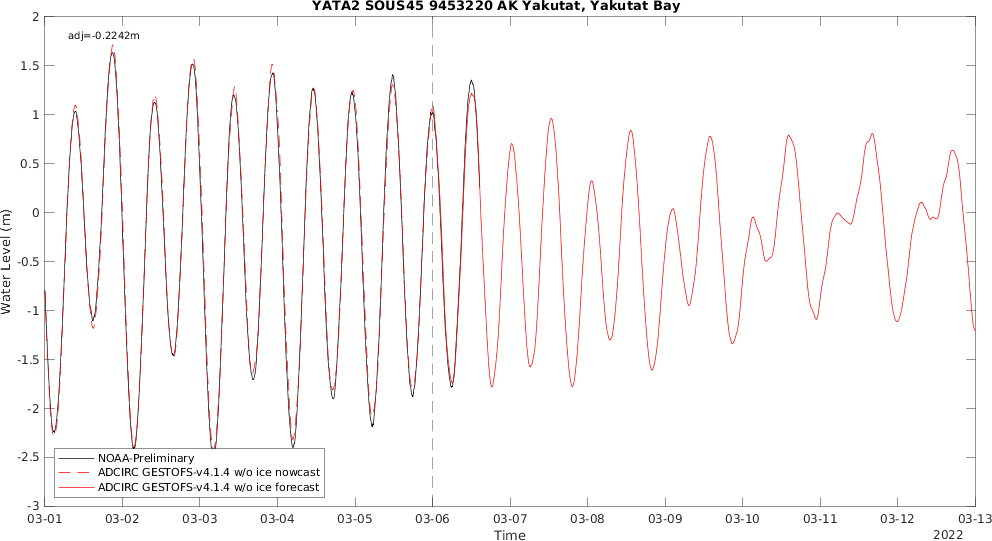 YATA2 SOUS45 9453220 AK Yakutat, Yakutat Bay
adj=-0.2242m
2
1.5
1
0.5
0
-0.5
-1
-1.5
-2
-2.5
-3
Water Level (m)
NOAA-Preliminary
ADCIRC GESTOFS-v4.1.4 w/o ice nowcast
ADCIRC GESTOFS-v4.1.4 w/o ice forecast
03-01 03-02 03-03 03-04 03-05 03-06 03-07 03-08 03-09 03-10 03-11 03-12 03-13
Time
2022